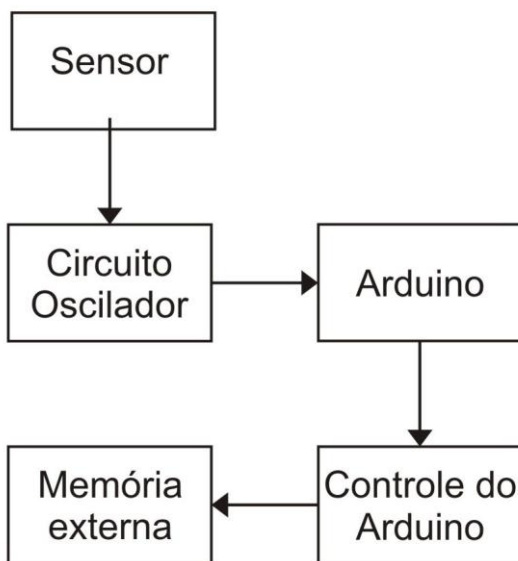 Sensor
Circuito
Oscilador
Arduino
Memória
externa
Controle do
Arduino